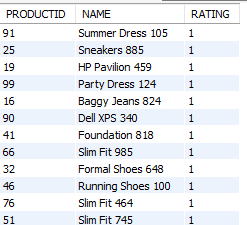 PRODUCTID NAME RATING
91 Summer Dress 105 1
25 Sneakers 885 1
19 HP Pavilion 459 1
99 Party Dress 124 1
16 Baggy Jeans 824 1
90 Dell XPS 340 1
41 Foundation 818 1
66 Slim Fit 985 1
32 Formal Shoes 648 1
46 Running Shoes 100 1
76 Slim Fit 464 1
51 Slim Fit 745 1